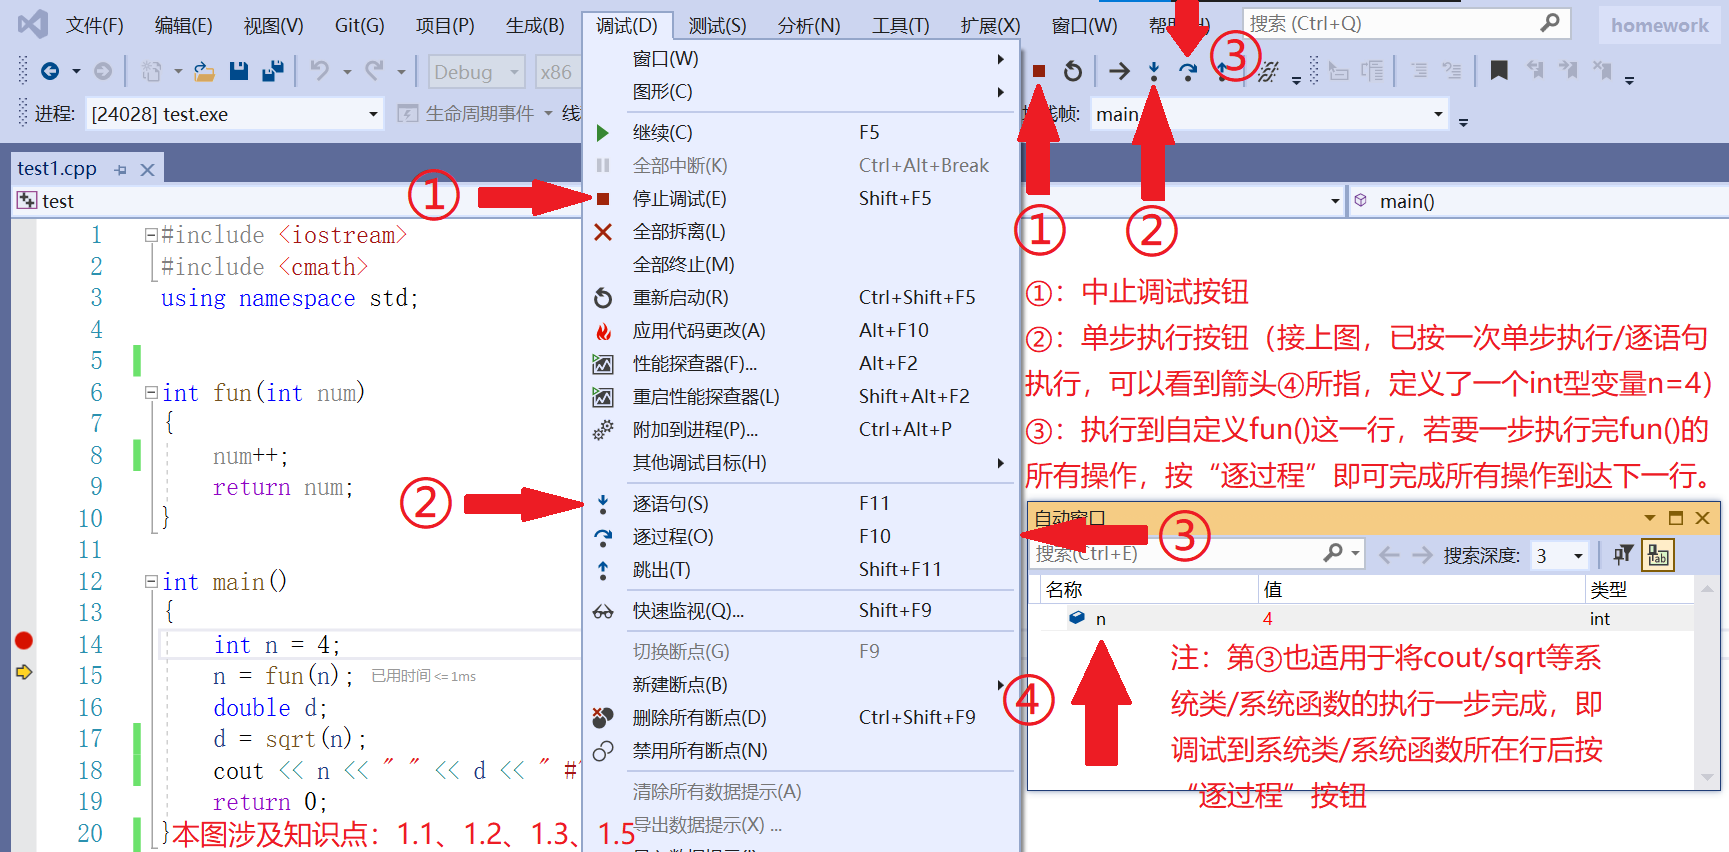 文件(F) 编辑(E) 视图(V) Git(G) 项目(P) 生成(B) 调试(D) 测试(S) 分析(N) 工具(T) 扩展(X) 窗口(W) 搜索 (Ctrl+Q) homework
Debug x86
进程: [24028] test.exe 生命周期事件
栈帧: main
test1.cpp
test
main()
1 #include <iostream>
2 #include <cmath>
3 using namespace std;
4
5
6 int fun(int num)
7 {
8 num++;
9 return num;
10 }
11
12 int main()
13 {
14 int n = 4;
15 n = fun(n); 已用时间 <= 1ms
16 double d;
17 d = sqrt(n);
18 cout << n << " " << d << " #
19 return 0;
20 }
本图涉及知识点：1.1、1.2、1.3、1.5
窗口(W)
图形(C)
继续(C) F5
全部中断(K) Ctrl+Alt+Break
① 停止调试(E) Shift+F5
全部拆离(L)
全部终止(M)
重新启动(R) Ctrl+Shift+F5
应用代码更改(A) Alt+F10
性能探查器(F)... Alt+F2
重启性能探查器(L) Shift+Alt+F2
附加到进程(P)... Ctrl+Alt+P
其他调试目标(H)
② 逐语句(S) F11
逐过程(O) F10
跳出(T) Shift+F11
快速监视(Q)... Shift+F9
切换断点(G) F9
新建断点(B)
删除所有断点(D) Ctrl+Shift+F9
禁用所有断点(N)
清除所有数据提示(A)
导出数据提示(X) ...
③
①
②
①：中止调试按钮
②：单步执行按钮（接上图，已按一次单步执行/逐语句
执行，可以看到箭头④所指，定义了一个int型变量n=4）
③：执行到自定义fun()这一行，若要一步执行完fun()的
所有操作，按“逐过程”即可完成所有操作到达下一行。
自动窗口
③
搜索(Ctrl+E) 搜索深度: 3
名称 值 类型
n 4 int
④
注：第③也适用于将cout/sqrt等系
统类/系统函数的执行一步完成，即
调试到系统类/系统函数所在行后按
“逐过程”按钮